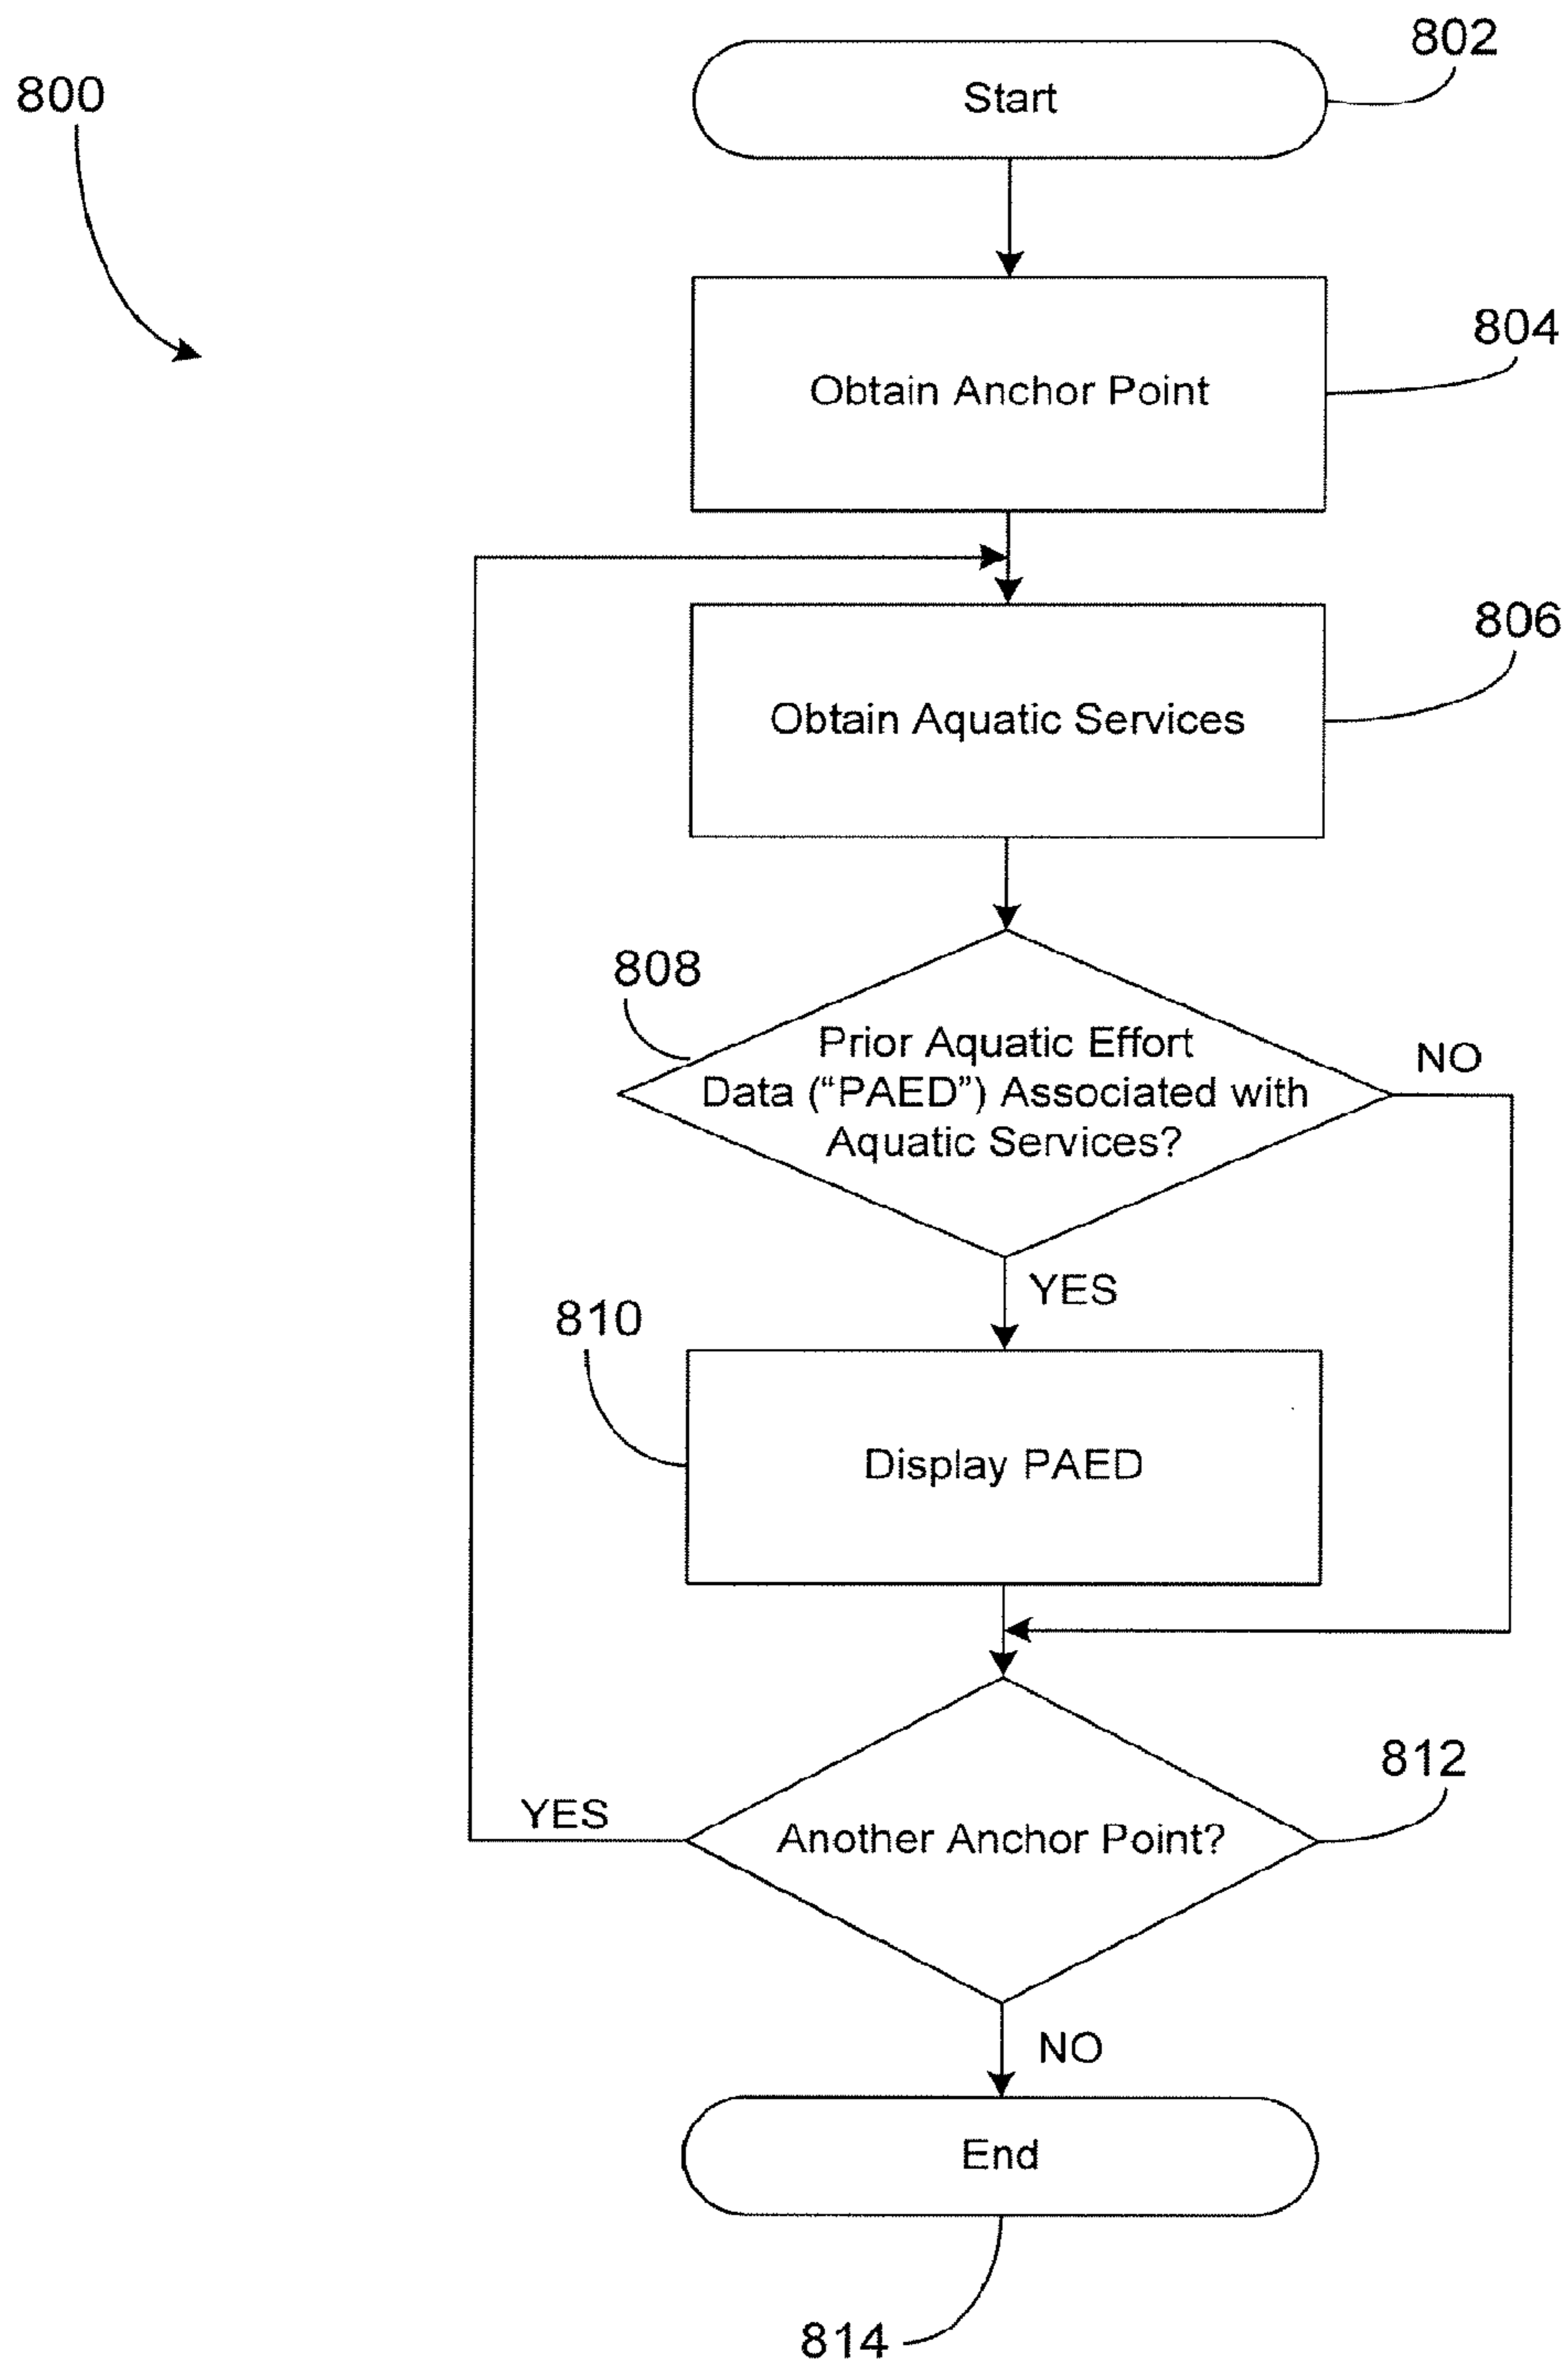 802
800
Start
804
Obtain Anchor Point
806
Obtain Aquatic Services
808
Prior Aquatic Effort
Data (“PAED”) Associated with
Aquatic Services?
NO
YES
810
Display PAED
812
YES
Another Anchor Point?
NO
End
814